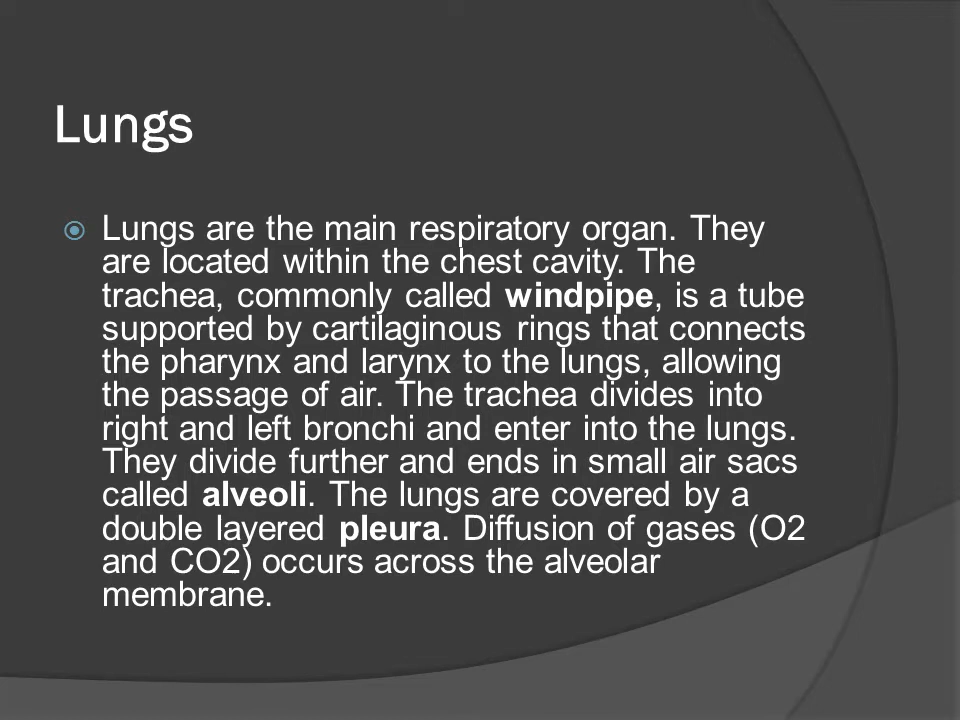 Lungs
Lungs are the main respiratory organ. They
are located within the chest cavity. The
trachea, commonly called windpipe, is a tube
supported by cartilaginous rings that connects
the pharynx and larynx to the lungs, allowing
the passage of air. The trachea divides into
right and left bronchi and enter into the lungs.
They divide further and ends in small air sacs
called alveoli. The lungs are covered by a
double layered pleura. Diffusion of gases (O2
and CO2) occurs across the alveolar
membrane.